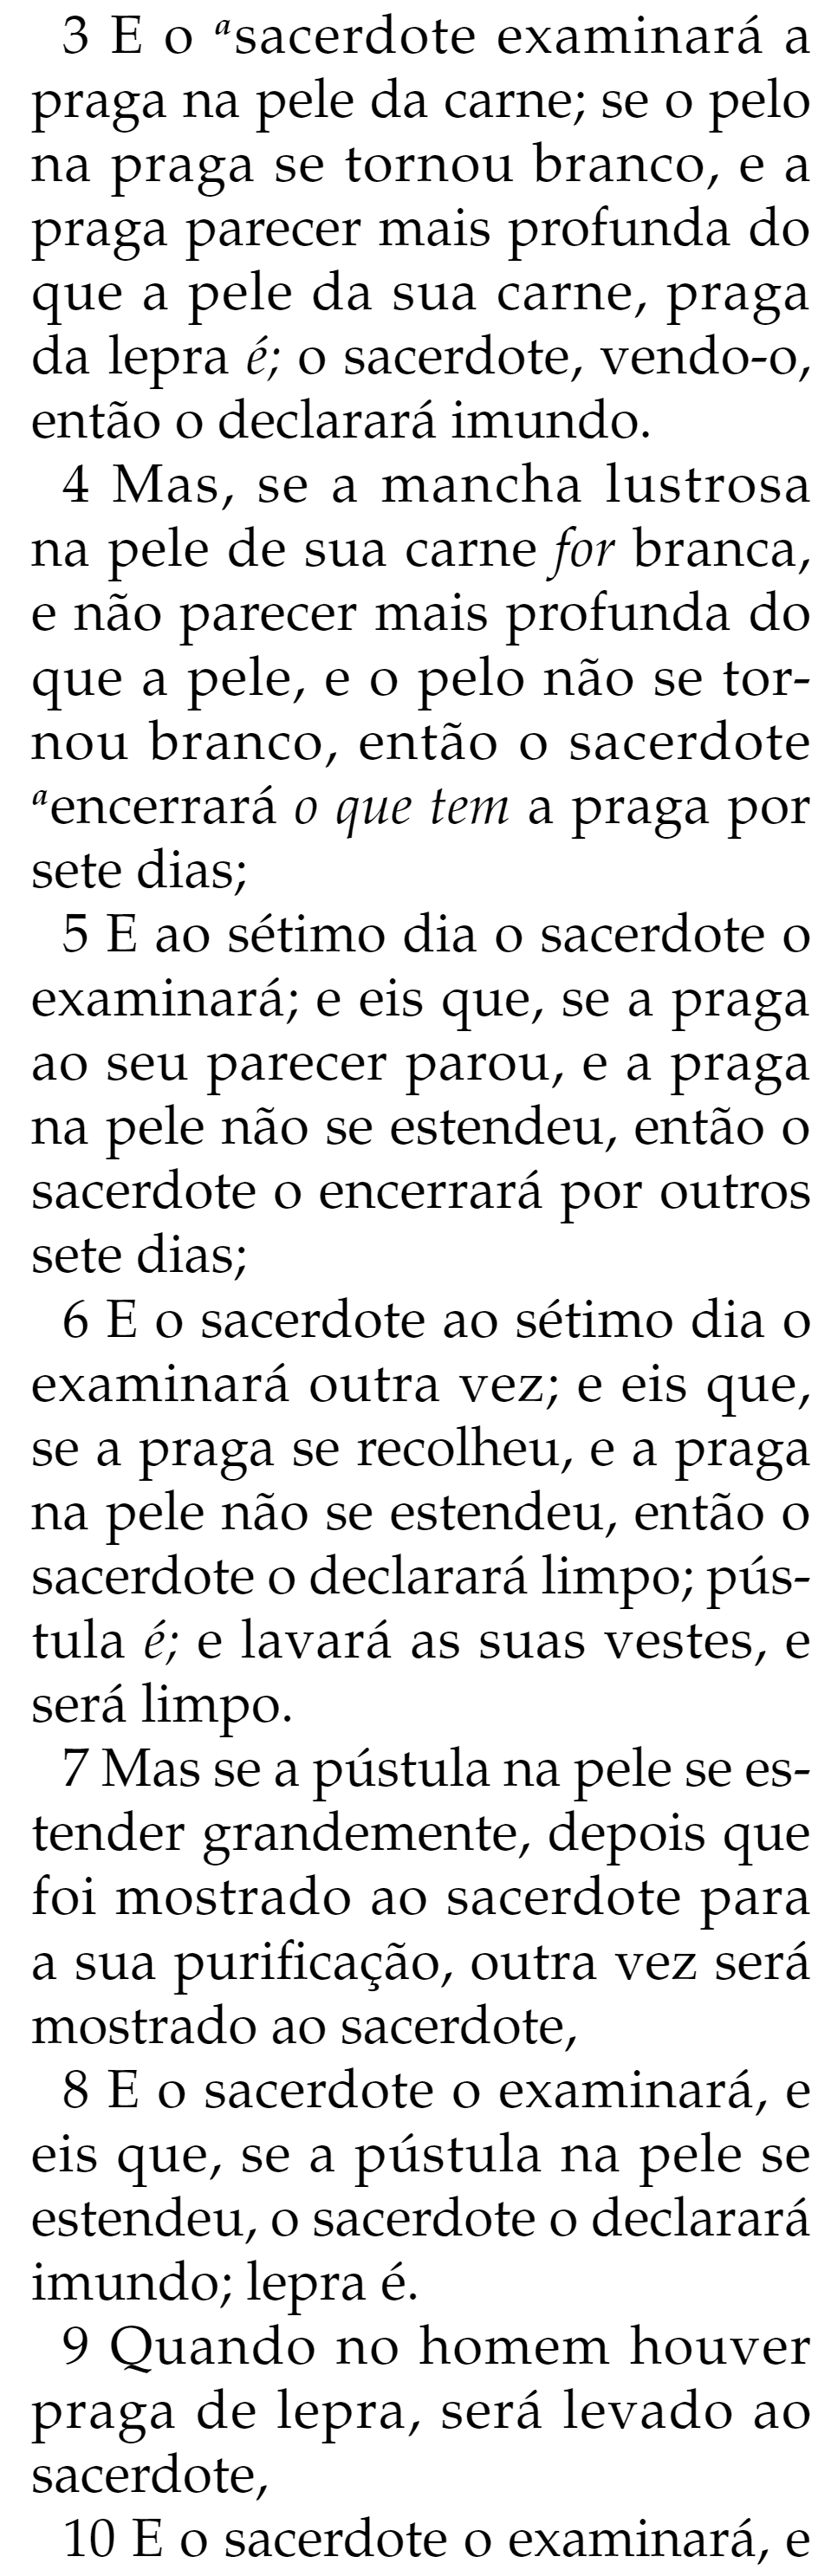 3 E o ᵃsacerdote examinará a
praga na pele da carne; se o pelo
na praga se tornou branco, e a
praga parecer mais profunda do
que a pele da sua carne, praga
da lepra é; o sacerdote, vendo-o,
então o declarará imundo.
4 Mas, se a mancha lustrosa
na pele de sua carne for branca,
e não parecer mais profunda do
que a pele, e o pelo não se tor-
nou branco, então o sacerdote
ᵃencerrará o que tem a praga por
sete dias;
5 E ao sétimo dia o sacerdote o
examinará; e eis que, se a praga
ao seu parecer parou, e a praga
na pele não se estendeu, então o
sacerdote o encerrará por outros
sete dias;
6 E o sacerdote ao sétimo dia o
examinará outra vez; e eis que,
se a praga se recolheu, e a praga
na pele não se estendeu, então o
sacerdote o declarará limpo; pús-
tula é; e lavará as suas vestes, e
será limpo.
7 Mas se a pústula na pele se es-
tender grandemente, depois que
foi mostrado ao sacerdote para
a sua purificação, outra vez será
mostrado ao sacerdote,
8 E o sacerdote o examinará, e
eis que, se a pústula na pele se
estendeu, o sacerdote o declarará
imundo; lepra é.
9 Quando no homem houver
praga de lepra, será levado ao
sacerdote,
10 E o sacerdote o examinará, e